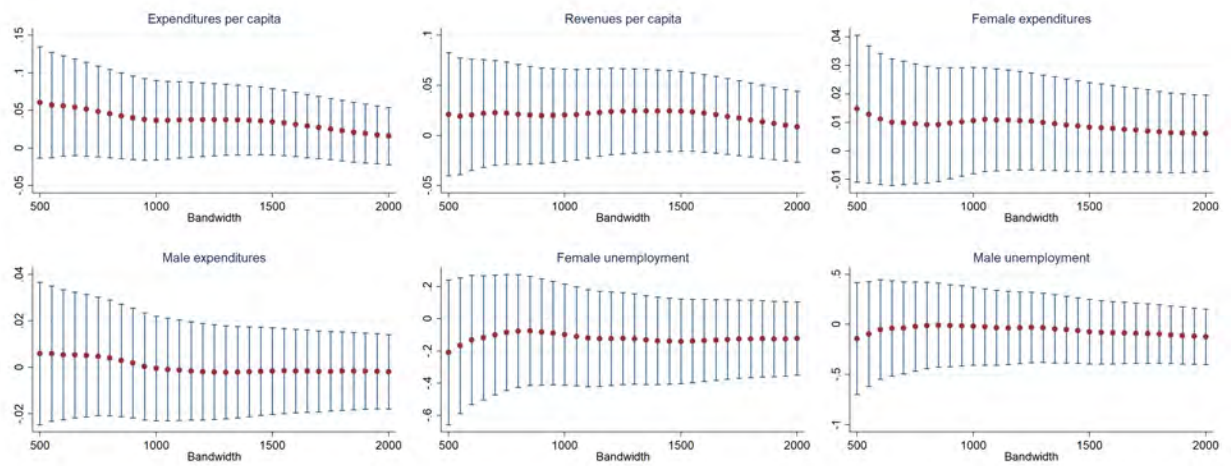 Expenditures per capita
.15
.1
.05
0
-.05
500 1000 1500 2000
Bandwidth
Revenues per capita
.1
.05
0
-.05
500 1000 1500 2000
Bandwidth
Female expenditures
.04
.03
.02
.01
0
-.01
500 1000 1500 2000
Bandwidth
Male expenditures
.04
.02
0
-.02
500 1000 1500 2000
Bandwidth
Female unemployment
.2
0
-.2
-.4
-.6
500 1000 1500 2000
Bandwidth
Male unemployment
.5
0
-.5
-1
500 1000 1500 2000
Bandwidth